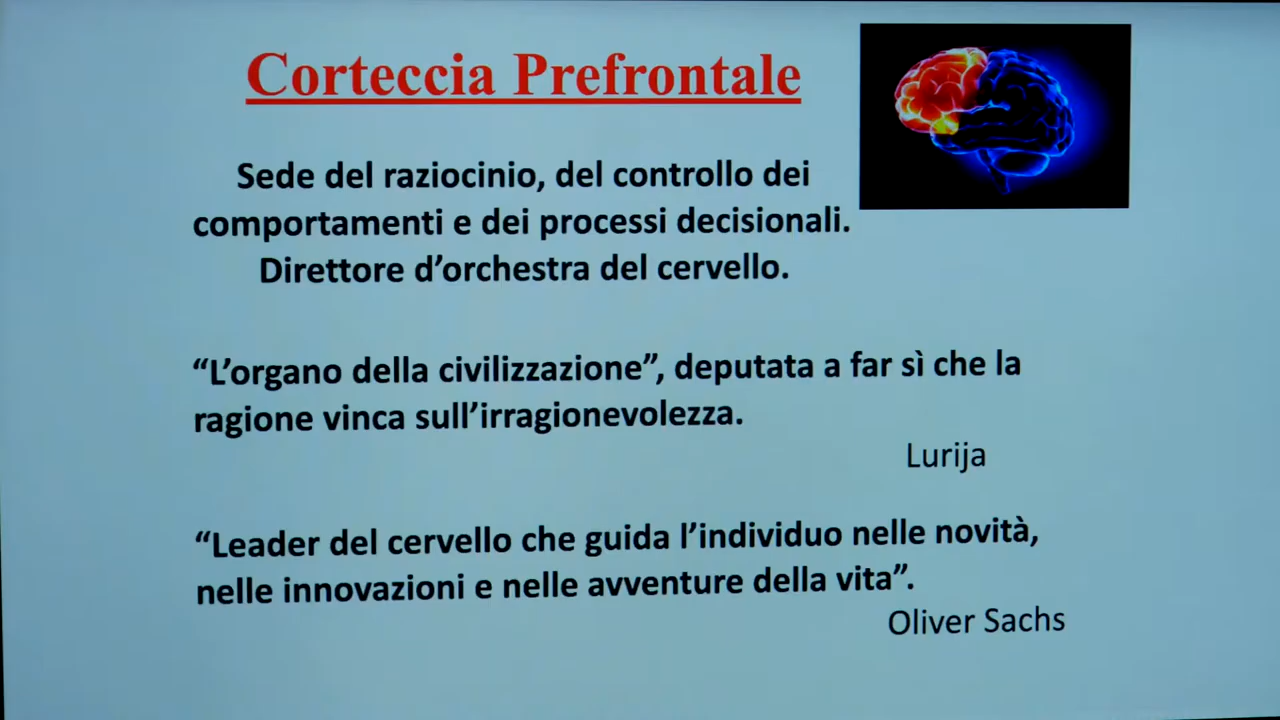 Corteccia Prefrontale
Sede del raziocinio, del controllo dei
comportamenti e dei processi decisionali.
Direttore d’orchestra del cervello.
“L’organo della civilizzazione”, deputata a far sì che la
ragione vinca sull’irragionevolezza.
Lurija
“Leader del cervello che guida l’individuo nelle novità,
nelle innovazioni e nelle avventure della vita”.
Oliver Sachs